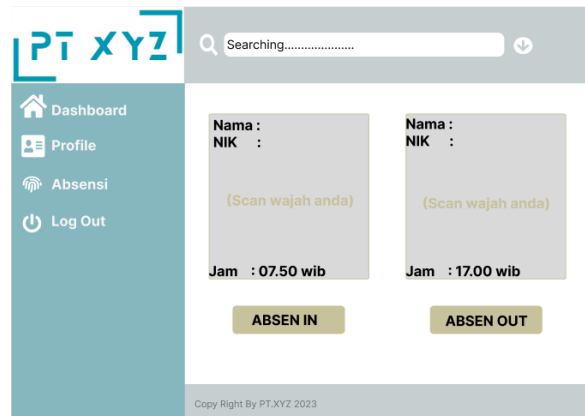 PT XYZ
Searching.....................
Dashboard
Profile
Absensi
Log Out
Nama :
NIK :
(Scan wajah anda)
Jam : 07.50 wib
ABSEN IN
Nama :
NIK :
(Scan wajah anda)
Jam : 17.00 wib
ABSEN OUT
Copy Right By PT.XYZ 2023